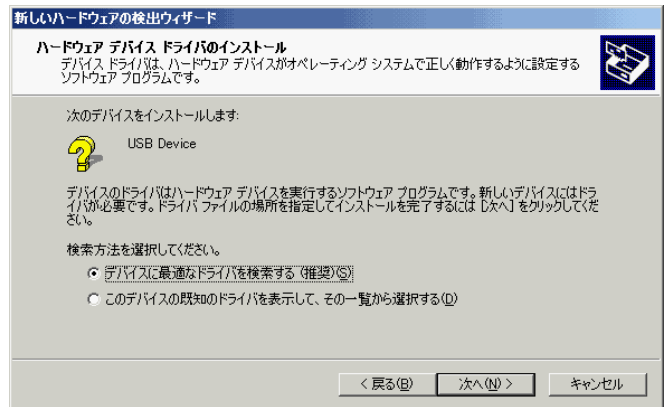 新しいハードウェアの検出ウィザード
ハードウェア デバイス ドライバのインストール
デバイス ドライバは、ハードウェア デバイスがオペレーティング システムで正しく動作するように設定する
ソフトウェア プログラムです。
次のデバイスをインストールします:
USB Device
デバイスのドライバはハードウェア デバイスを実行するソフトウェア プログラムです。新しいデバイスにはドラ
イバが必要です。ドライバ ファイルの場所を指定してインストールを完了するには [次へ] をクリックしてくだ
さい。
検索方法を選択してください。
デバイスに最適なドライバを検索する (推奨)(S)
このデバイスの既知のドライバを表示して、その一覧から選択する(D)
< 戻る(B)
次へ(N) >
キャンセル